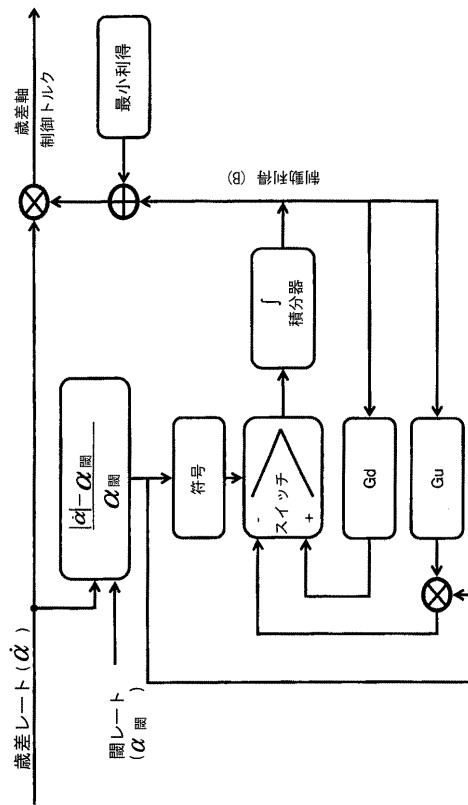 歳差レート(α̇)
歳差軸
制御トルク
閾レート
(α閾)
|α̇|-α閾
α閾
最小利得
符号
制動利得 (B)
-
スイッチ
+
∫
積分器
Gd
Gu